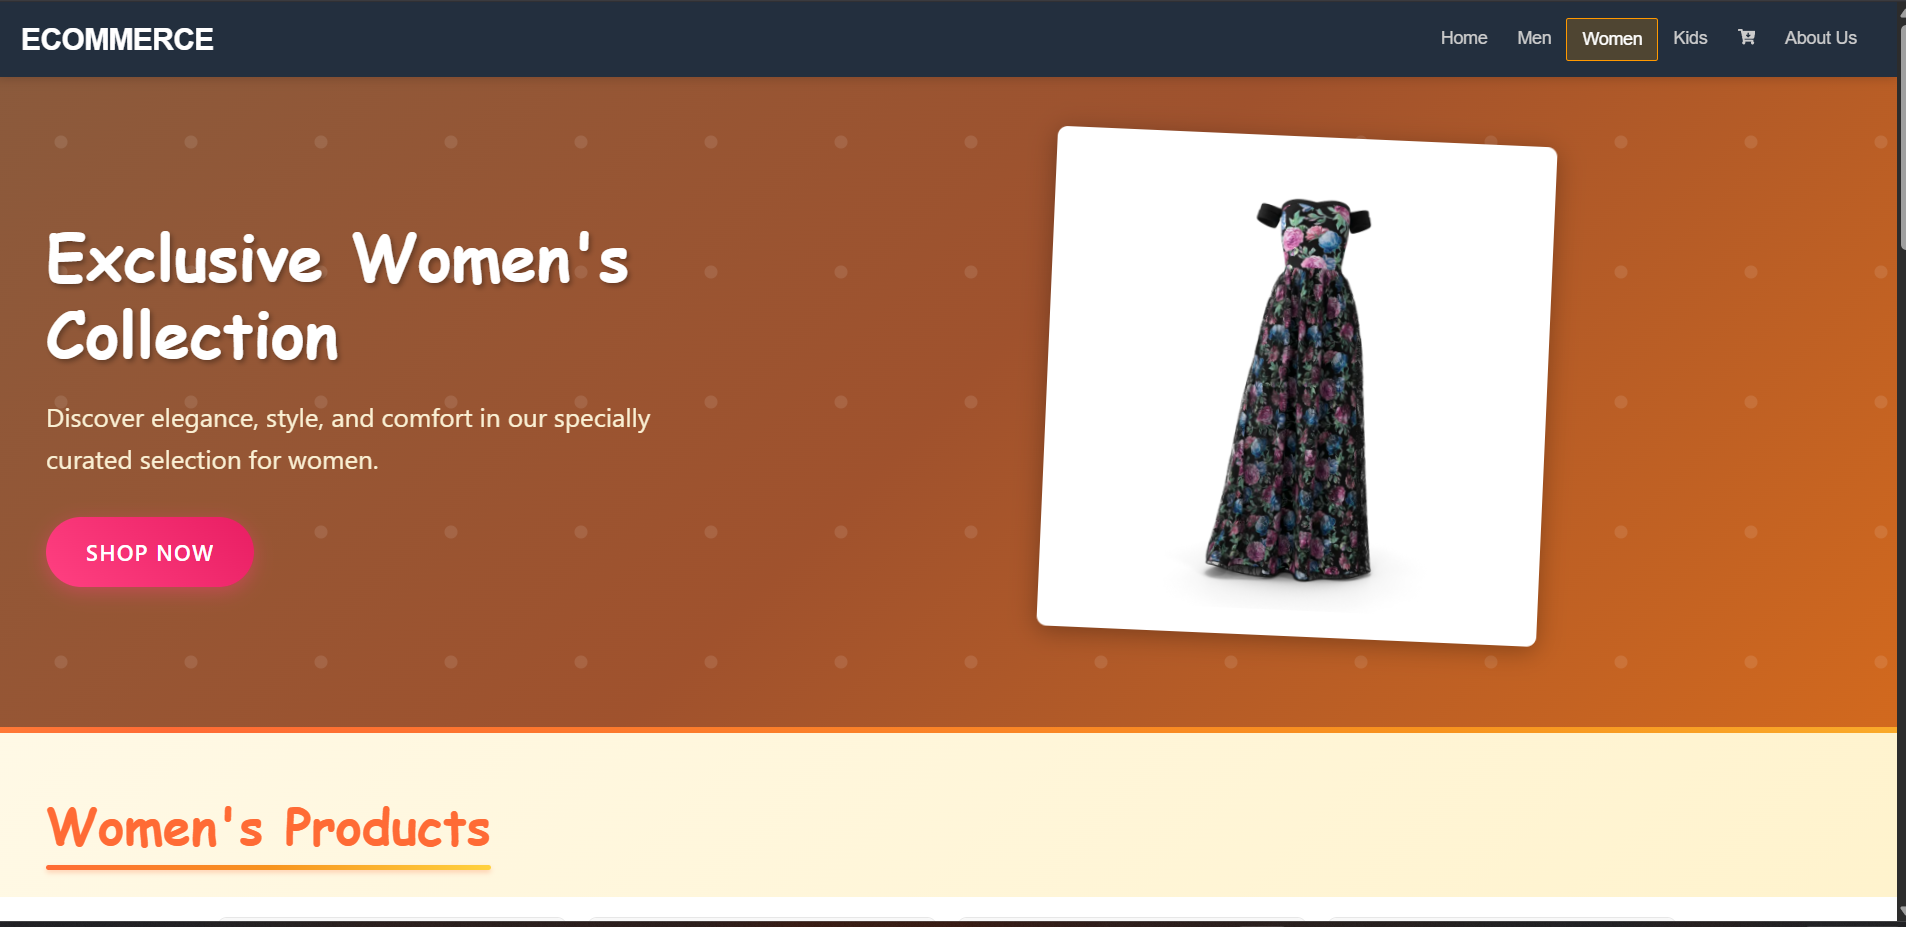 ECOMMERCE
Home Men Women Kids About Us
Exclusive Women's
Collection
Discover elegance, style, and comfort in our specially
curated selection for women.
SHOP NOW
Women's Products